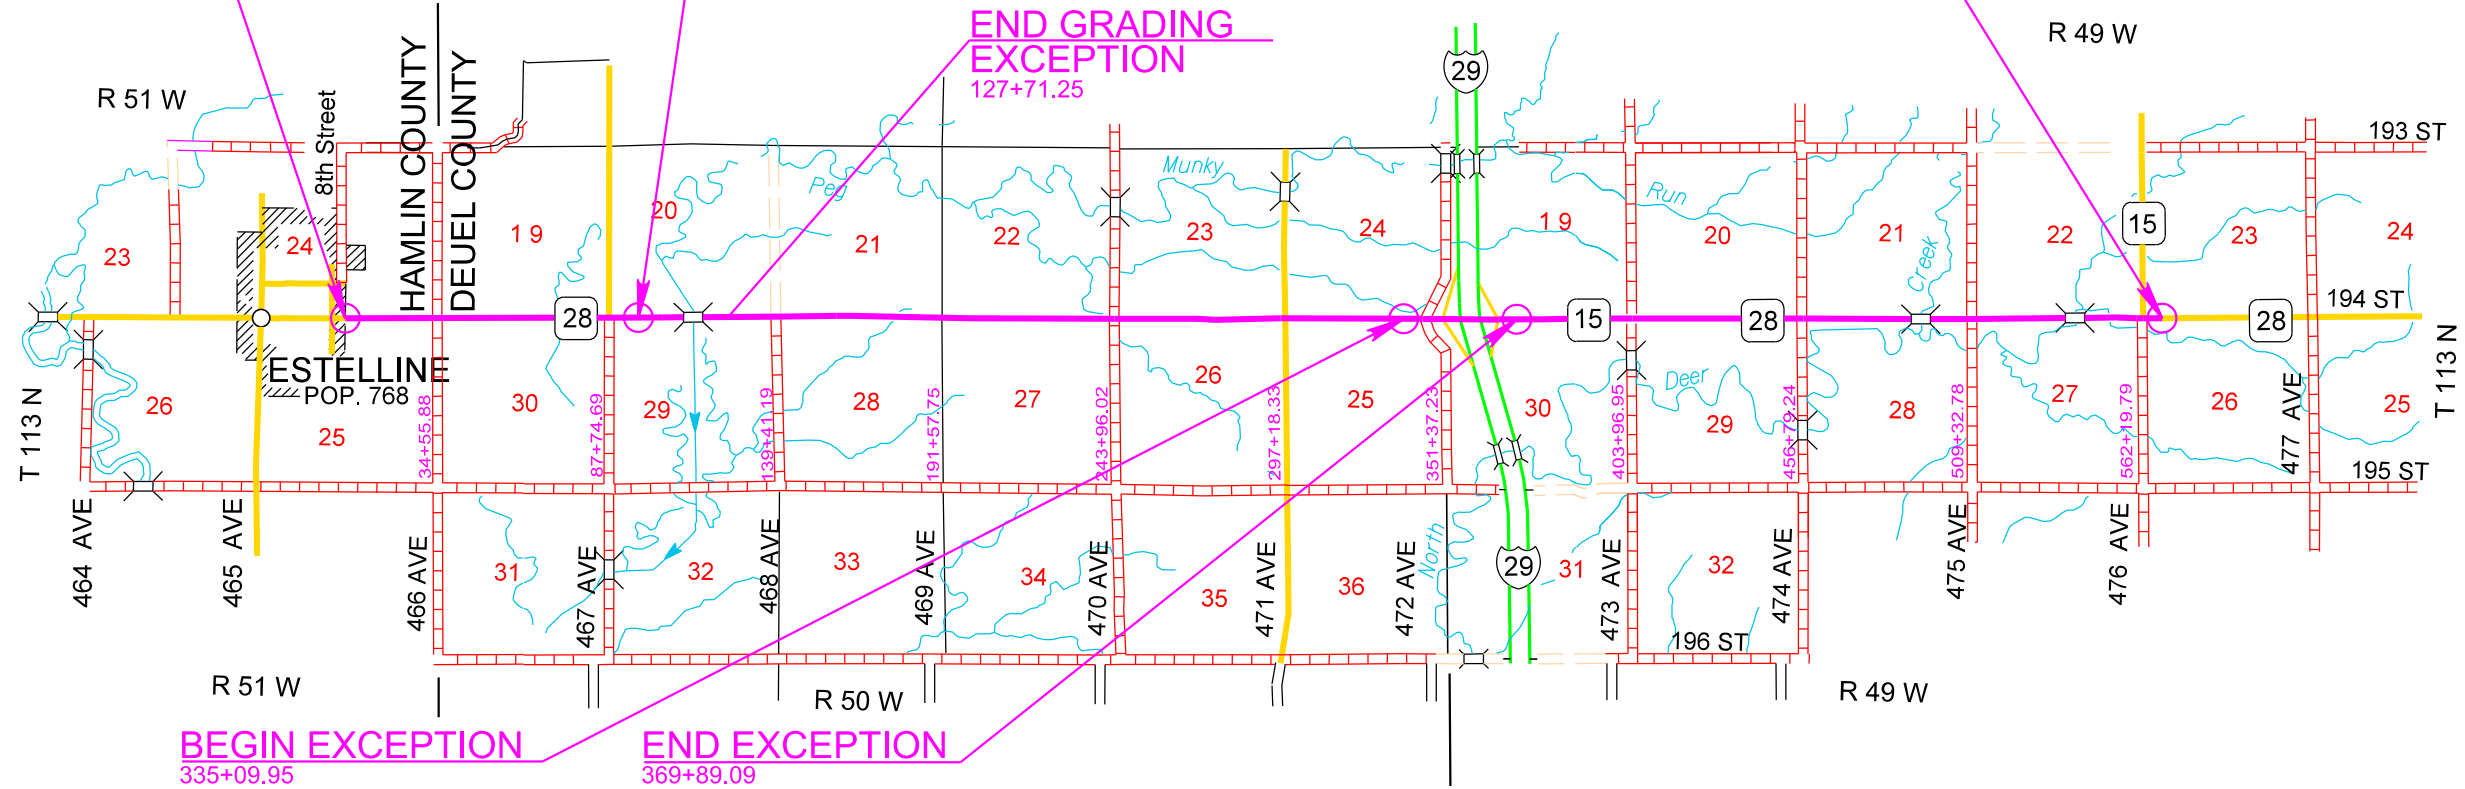 END GRADING
EXCEPTION
127+71.25
R 49 W
R 51 W
8th Street
HAMLIN COUNTY
DEUEL COUNTY
29
193 ST
Peg
Munky
Run
Creek
23
24
1 9
20
21
22
23
24
1 9
20
21
22
15
23
24
28
15
28
194 ST
28
ESTELLINE
POP. 768
T 113 N
T 113 N
26
25
30
29
28
27
26
25
30
Deer
29
28
27
26
25
34+55.88
87+74.69
139+41.19
191+57.75
243+96.02
297+18.33
351+37.23
403+96.95
456+79.24
509+32.78
562+19.79
477 AVE
195 ST
464 AVE
465 AVE
466 AVE
467 AVE
468 AVE
469 AVE
470 AVE
471 AVE
472 AVE
North
29
473 AVE
474 AVE
475 AVE
476 AVE
31
32
33
34
35
36
31
32
196 ST
R 51 W
R 50 W
R 49 W
BEGIN EXCEPTION
335+09.95
END EXCEPTION
369+89.09